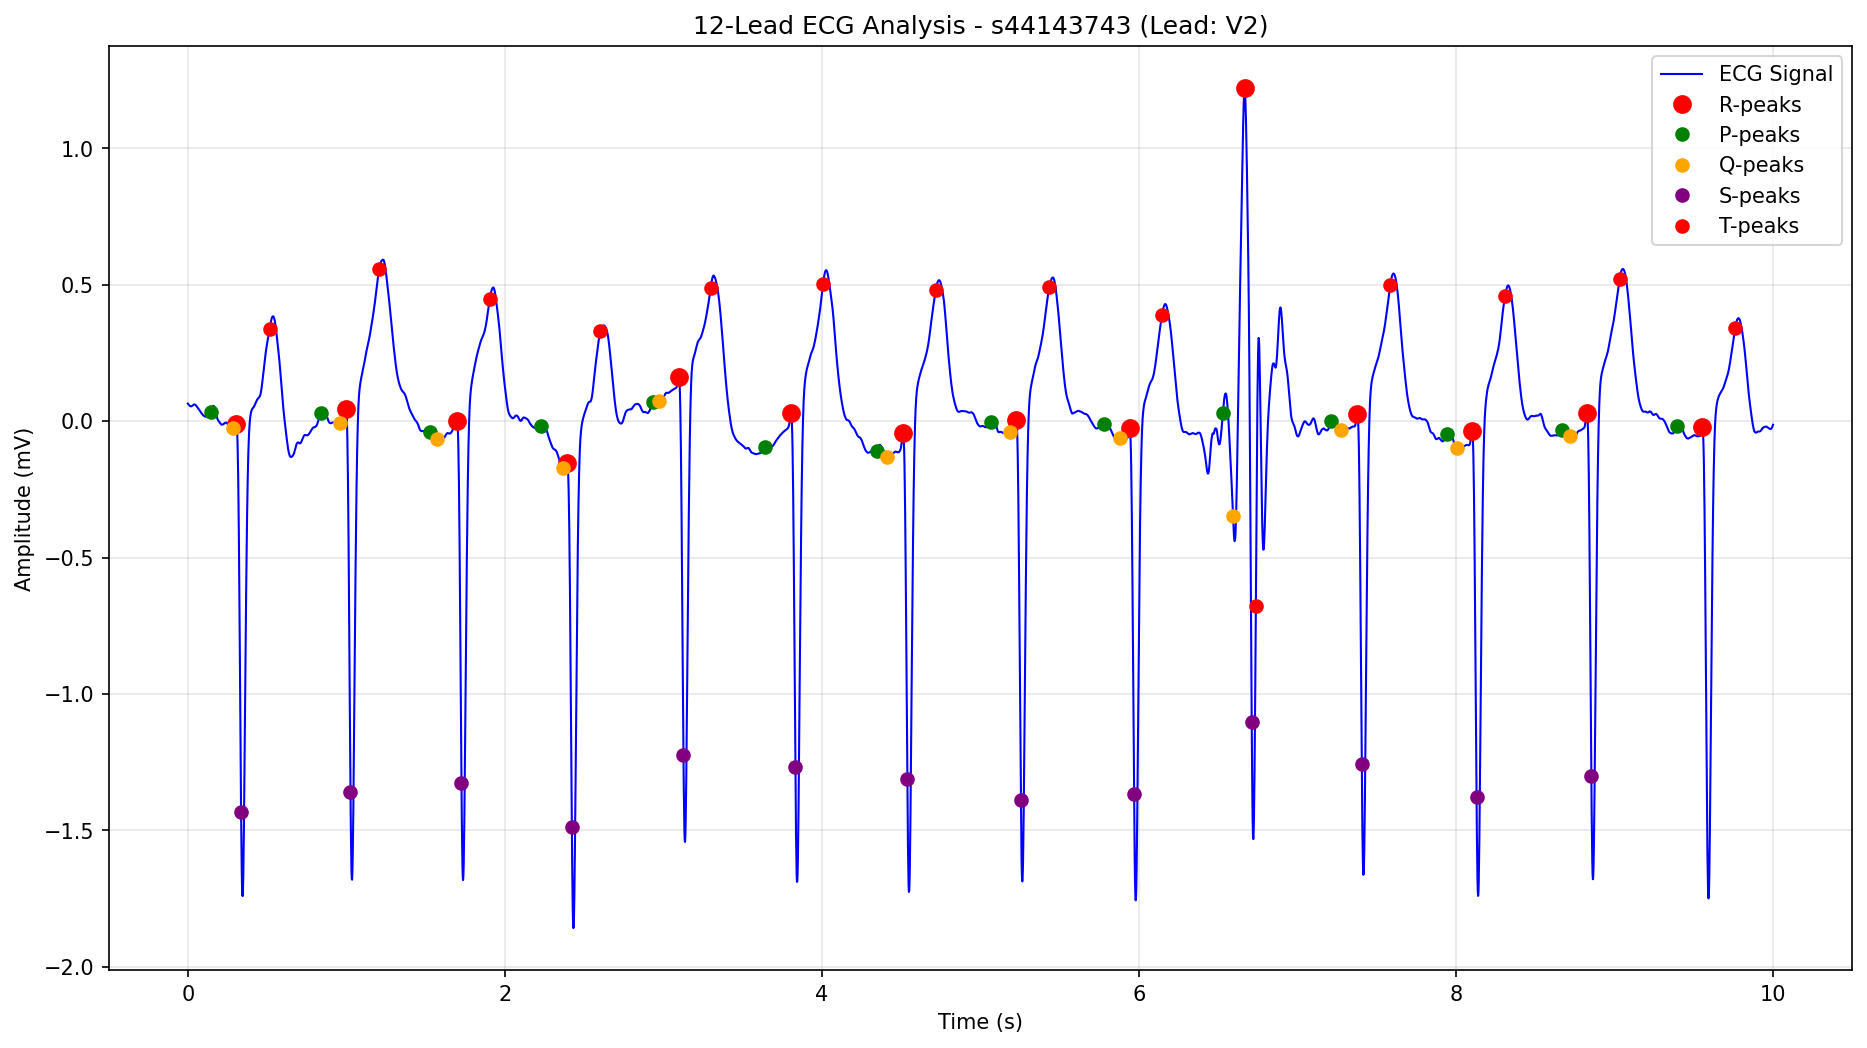 12-Lead ECG Analysis - s44143743 (Lead: V2)
ECG Signal
R-peaks
P-peaks
Q-peaks
S-peaks
T-peaks
Amplitude (mV)
1.0
0.5
0.0
−0.5
−1.0
−1.5
−2.0
0 2 4 6 8 10
Time (s)